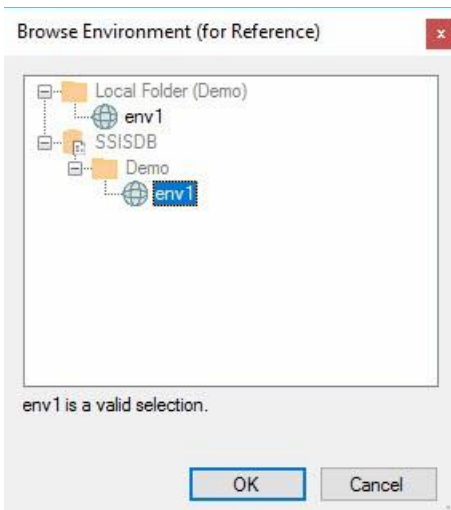 Browse Environment (for Reference)
x
Local Folder (Demo)
env1
SSISDB
Demo
env1
env1 is a valid selection.
OK
Cancel